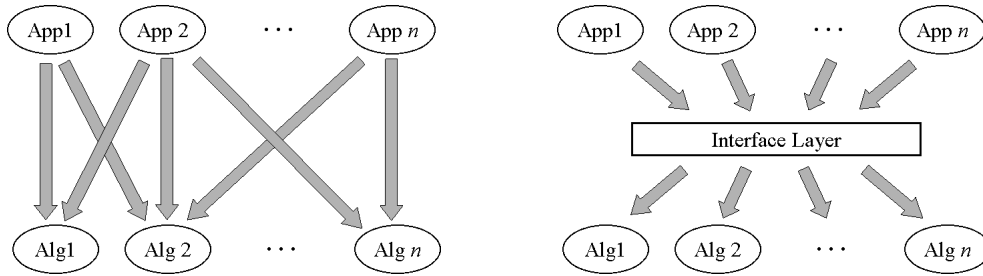 App1 App 2 ... App n App1 App 2 ... App n
Interface Layer
Alg1 Alg 2 ... Alg n Alg1 Alg 2 ... Alg n